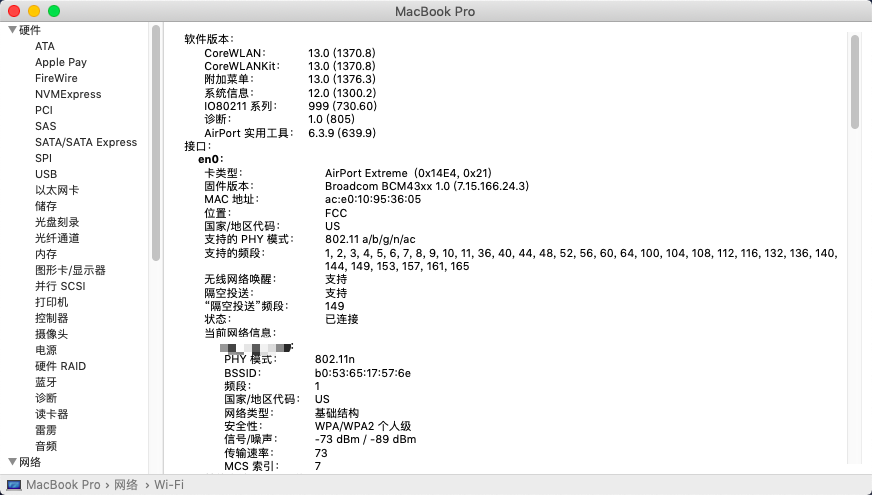 MacBook Pro
硬件
ATA
Apple Pay
FireWire
NVMExpress
PCI
SAS
SATA/SATA Express
SPI
USB
以太网卡
储存
光盘刻录
光纤通道
内存
图形卡/显示器
并行 SCSI
打印机
控制器
摄像头
电源
硬件 RAID
蓝牙
诊断
读卡器
雷雳
音频
网络
软件版本：
CoreWLAN： 13.0 (1370.8)
CoreWLANKit： 13.0 (1370.8)
附加菜单： 13.0 (1376.3)
系统信息： 12.0 (1300.2)
IO80211 系列： 999 (730.60)
诊断： 1.0 (805)
AirPort 实用工具： 6.3.9 (639.9)
接口：
en0：
卡类型： AirPort Extreme  (0x14E4, 0x21)
固件版本： Broadcom BCM43xx 1.0 (7.15.166.24.3)
MAC 地址： ac:e0:10:95:36:05
位置： FCC
国家/地区代码： US
支持的 PHY 模式： 802.11 a/b/g/n/ac
支持的频段： 1, 2, 3, 4, 5, 6, 7, 8, 9, 10, 11, 36, 40, 44, 48, 52, 56, 60, 64, 100, 104, 108, 112, 116, 132, 136, 140,
144, 149, 153, 157, 161, 165
无线网络唤醒： 支持
隔空投送： 支持
“隔空投送”频段： 149
状态： 已连接
当前网络信息：
PHY 模式： 802.11n
BSSID： b0:53:65:17:57:6e
频段： 1
国家/地区代码： US
网络类型： 基础结构
安全性： WPA/WPA2 个人级
信号/噪声： -73 dBm / -89 dBm
传输速率： 73
MCS 索引： 7
MacBook Pro › 网络 › Wi-Fi